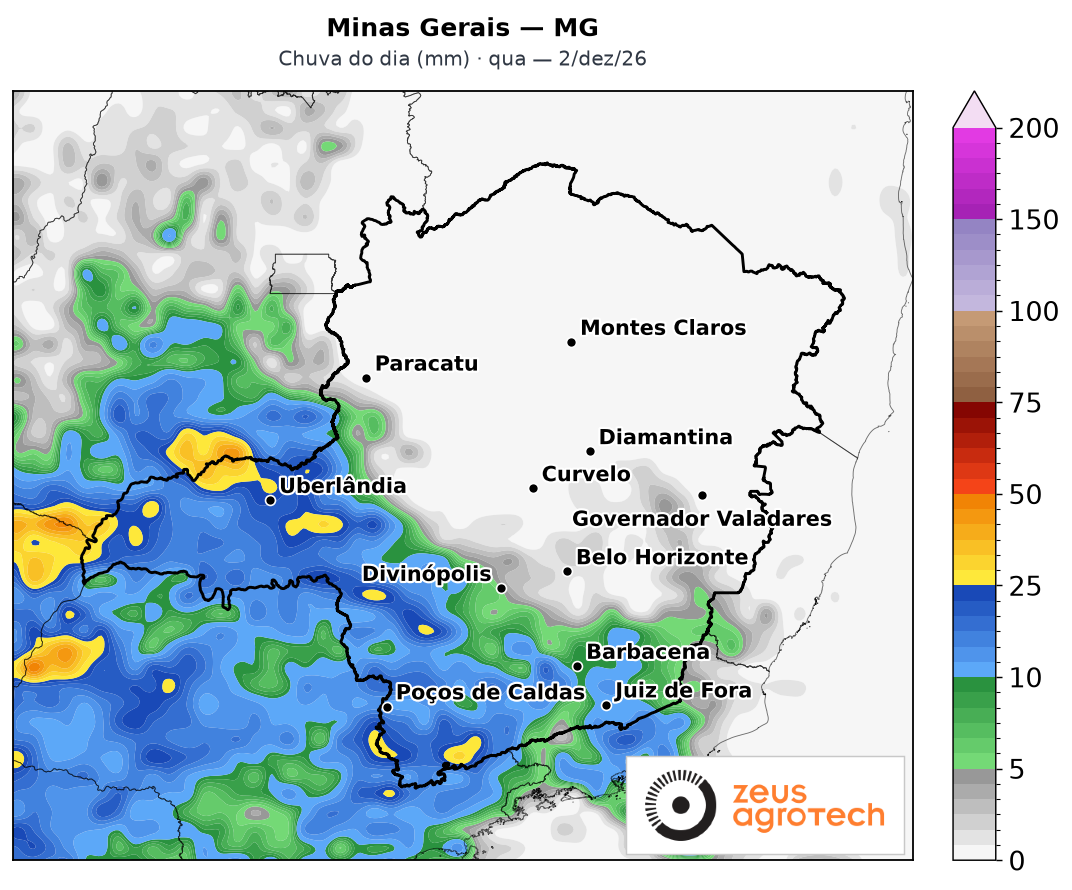 Minas Gerais — MG
Chuva do dia (mm) · qua — 2/dez/26
200
150
100
75
50
25
10
5
0
Montes Claros
Paracatu
Diamantina
Curvelo
Uberlândia
Governador Valadares
Belo Horizonte
Divinópolis
Barbacena
Poços de Caldas
Juiz de Fora
zeus
agrotech